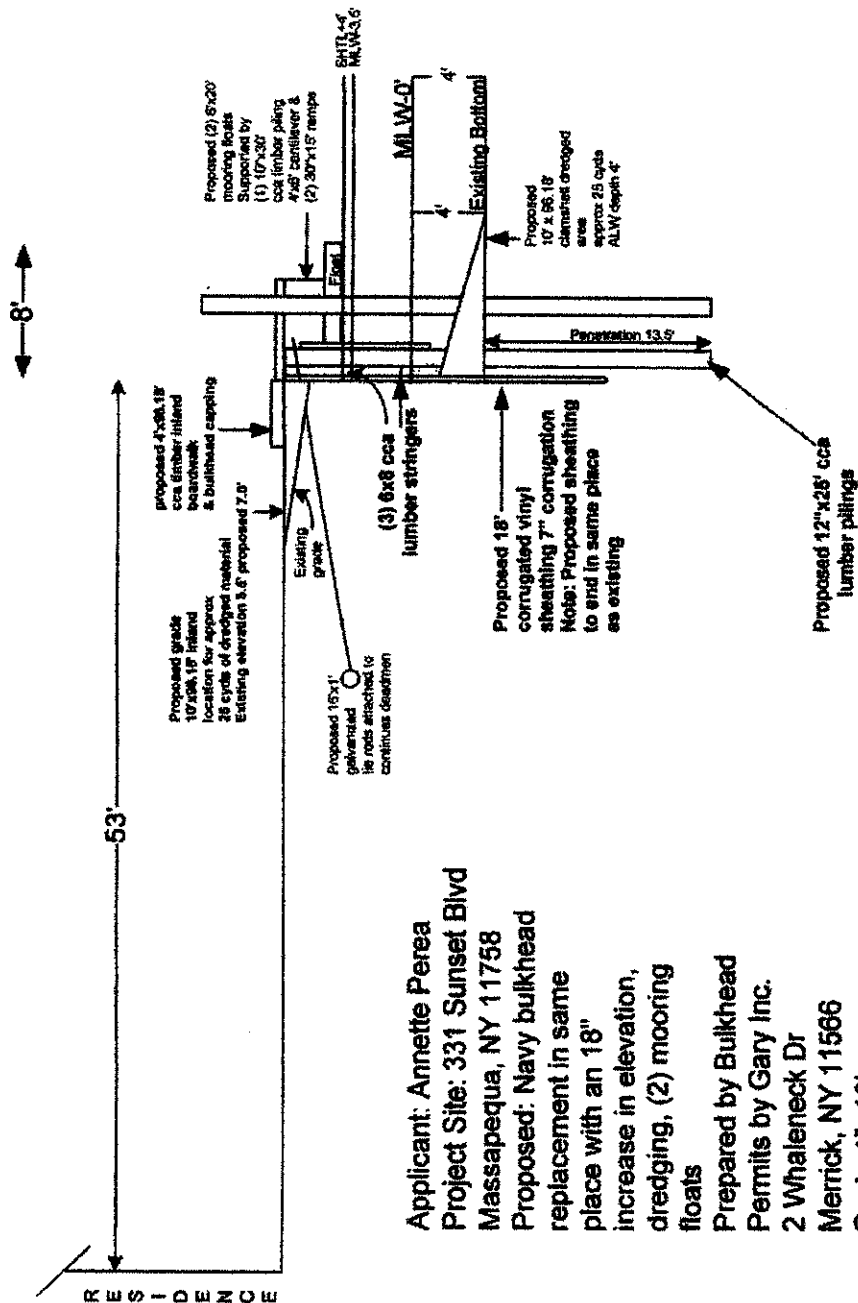 8'
53'
RESIDENCE
Proposed grade
10'x96.18' inland
location for approx
25 cyds of dredged material
Existing elevation 5.6' proposed 7.0'
proposed 4'x96.18'
cca timber inland
boardwalk
& bulkhead capping
Proposed (2) 6'x20'
mooring floats
Supported by
(1) 10"x30'
cca timber piling
4'x6' cantilever &
(2) 30"x15' ramps
Float
MLW-0'
4'
4'
Existing Bottom
Existing
grade
Proposed 15'x1"
galvanized
tie rods attached to
continues deadmen
(3) 6x8 cca
lumber stringers
Proposed
10' x 96.18'
clamshell dredged
area
approx 25 cyds
ALW depth 4'
Penetration 13.5'
Proposed 18'
corrugated vinyl
sheathing 7" corrugation
Note: Proposed sheathing
to end in same place
as existing
Proposed 12"x25' cca
lumber pilings
Applicant: Annette Perea
Project Site: 331 Sunset Blvd
Massapequa, NY 11758
Proposed: Navy bulkhead
replacement in same
place with an 18"
increase in elevation,
dredging, (2) mooring
floats
Prepared by Bulkhead
Permits by Gary Inc.
2 Whaleneck Dr
Merrick, NY 11566